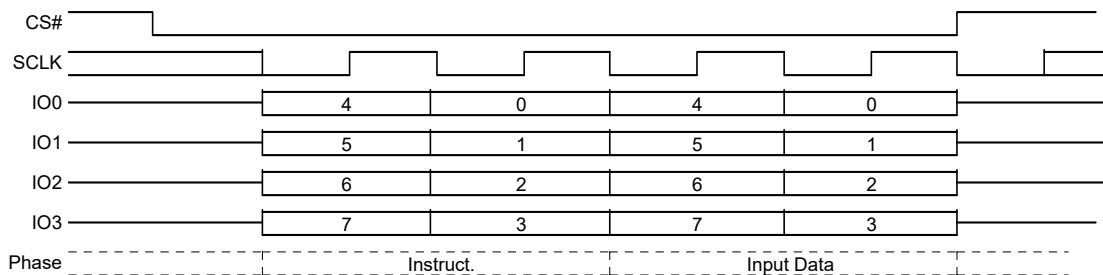 CS#
SCLK
IO0 4 0 4 0
IO1 5 1 5 1
IO2 6 2 6 2
IO3 7 3 7 3
Phase Instruct. Input Data